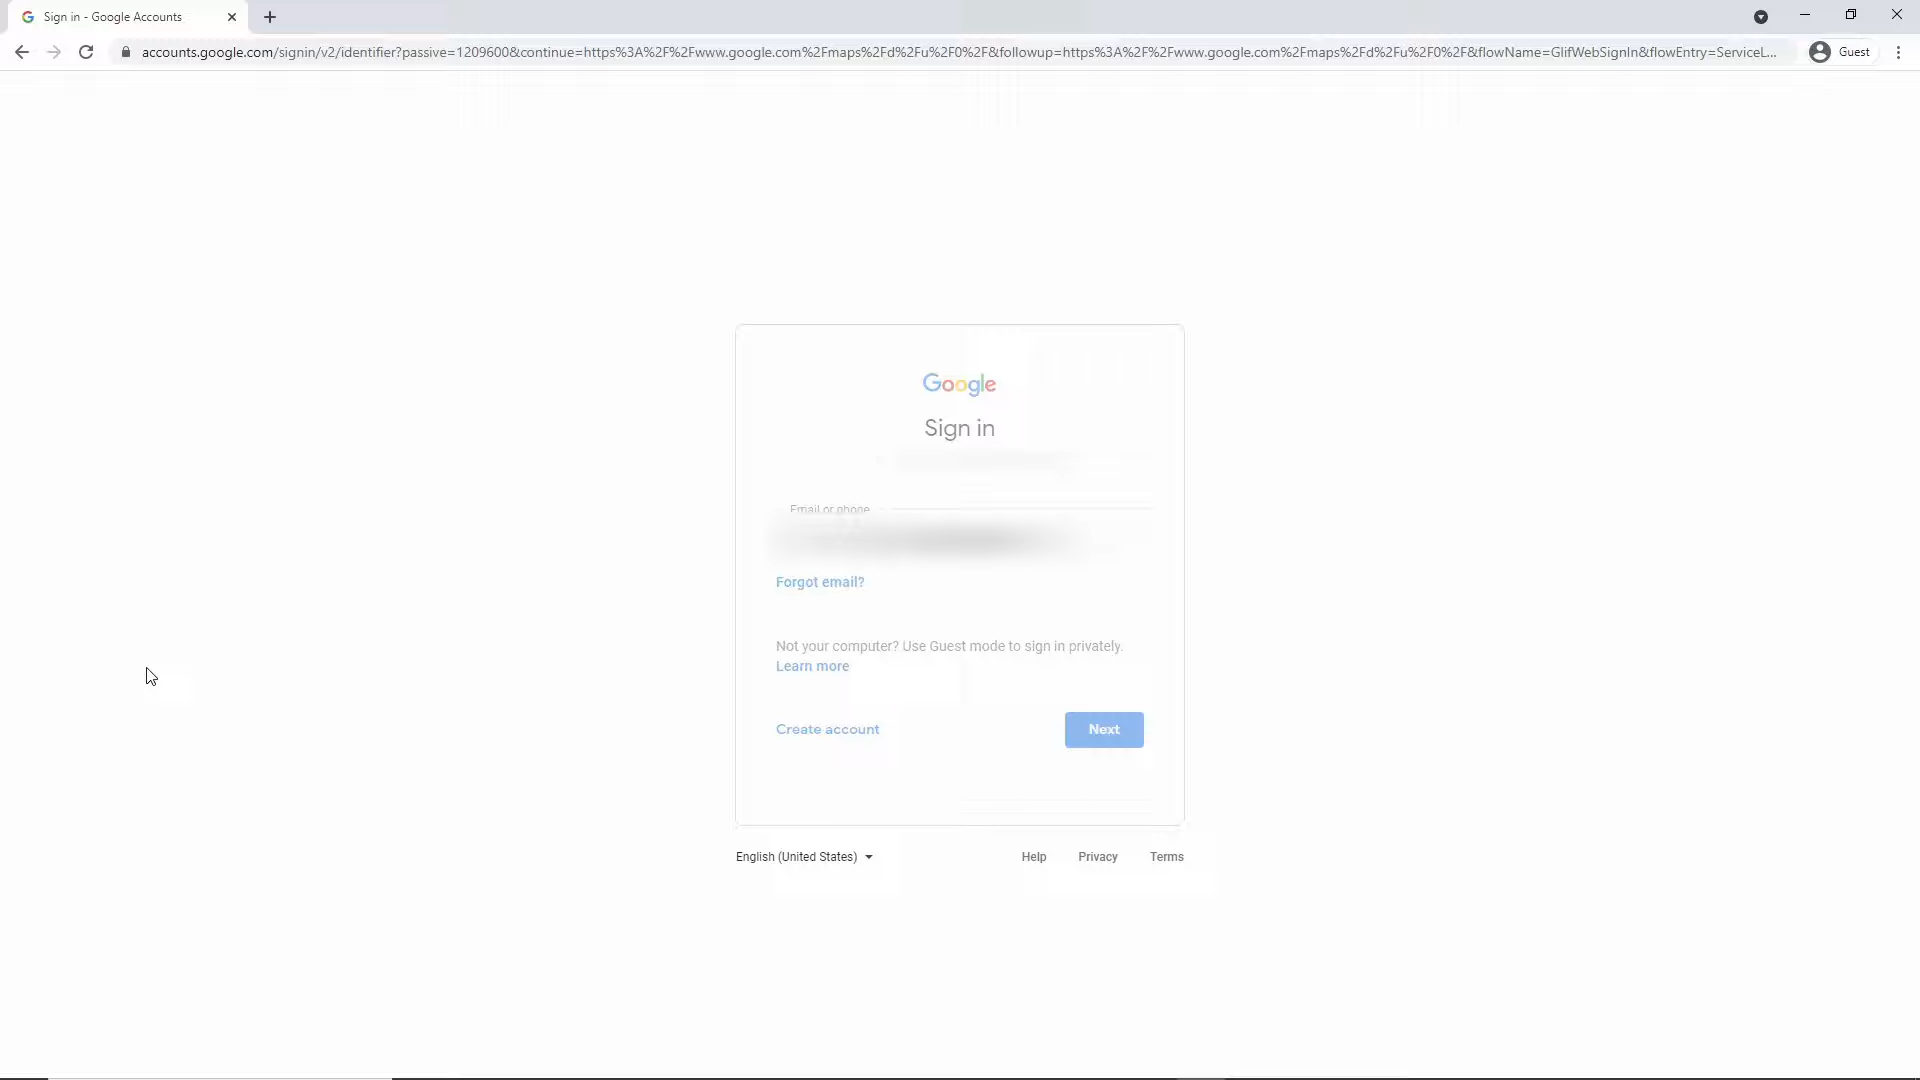 Sign in - Google Accounts
accounts.google.com/signin/v2/identifier?passive=1209600&continue=https%3A%2F%2Fwww.google.com%2Fmaps%2Fd%2Fu%2F0%2F&followup=https%3A%2F%2Fwww.google.com%2Fmaps%2Fd%2Fu%2F0%2F&flowName=GlifWebSignIn&flowEntry=ServiceL...
Guest
Google
Sign in
Email or phone
Forgot email?
Not your computer? Use Guest mode to sign in privately.
Learn more
Create account
Next
English (United States)
Help
Privacy
Terms